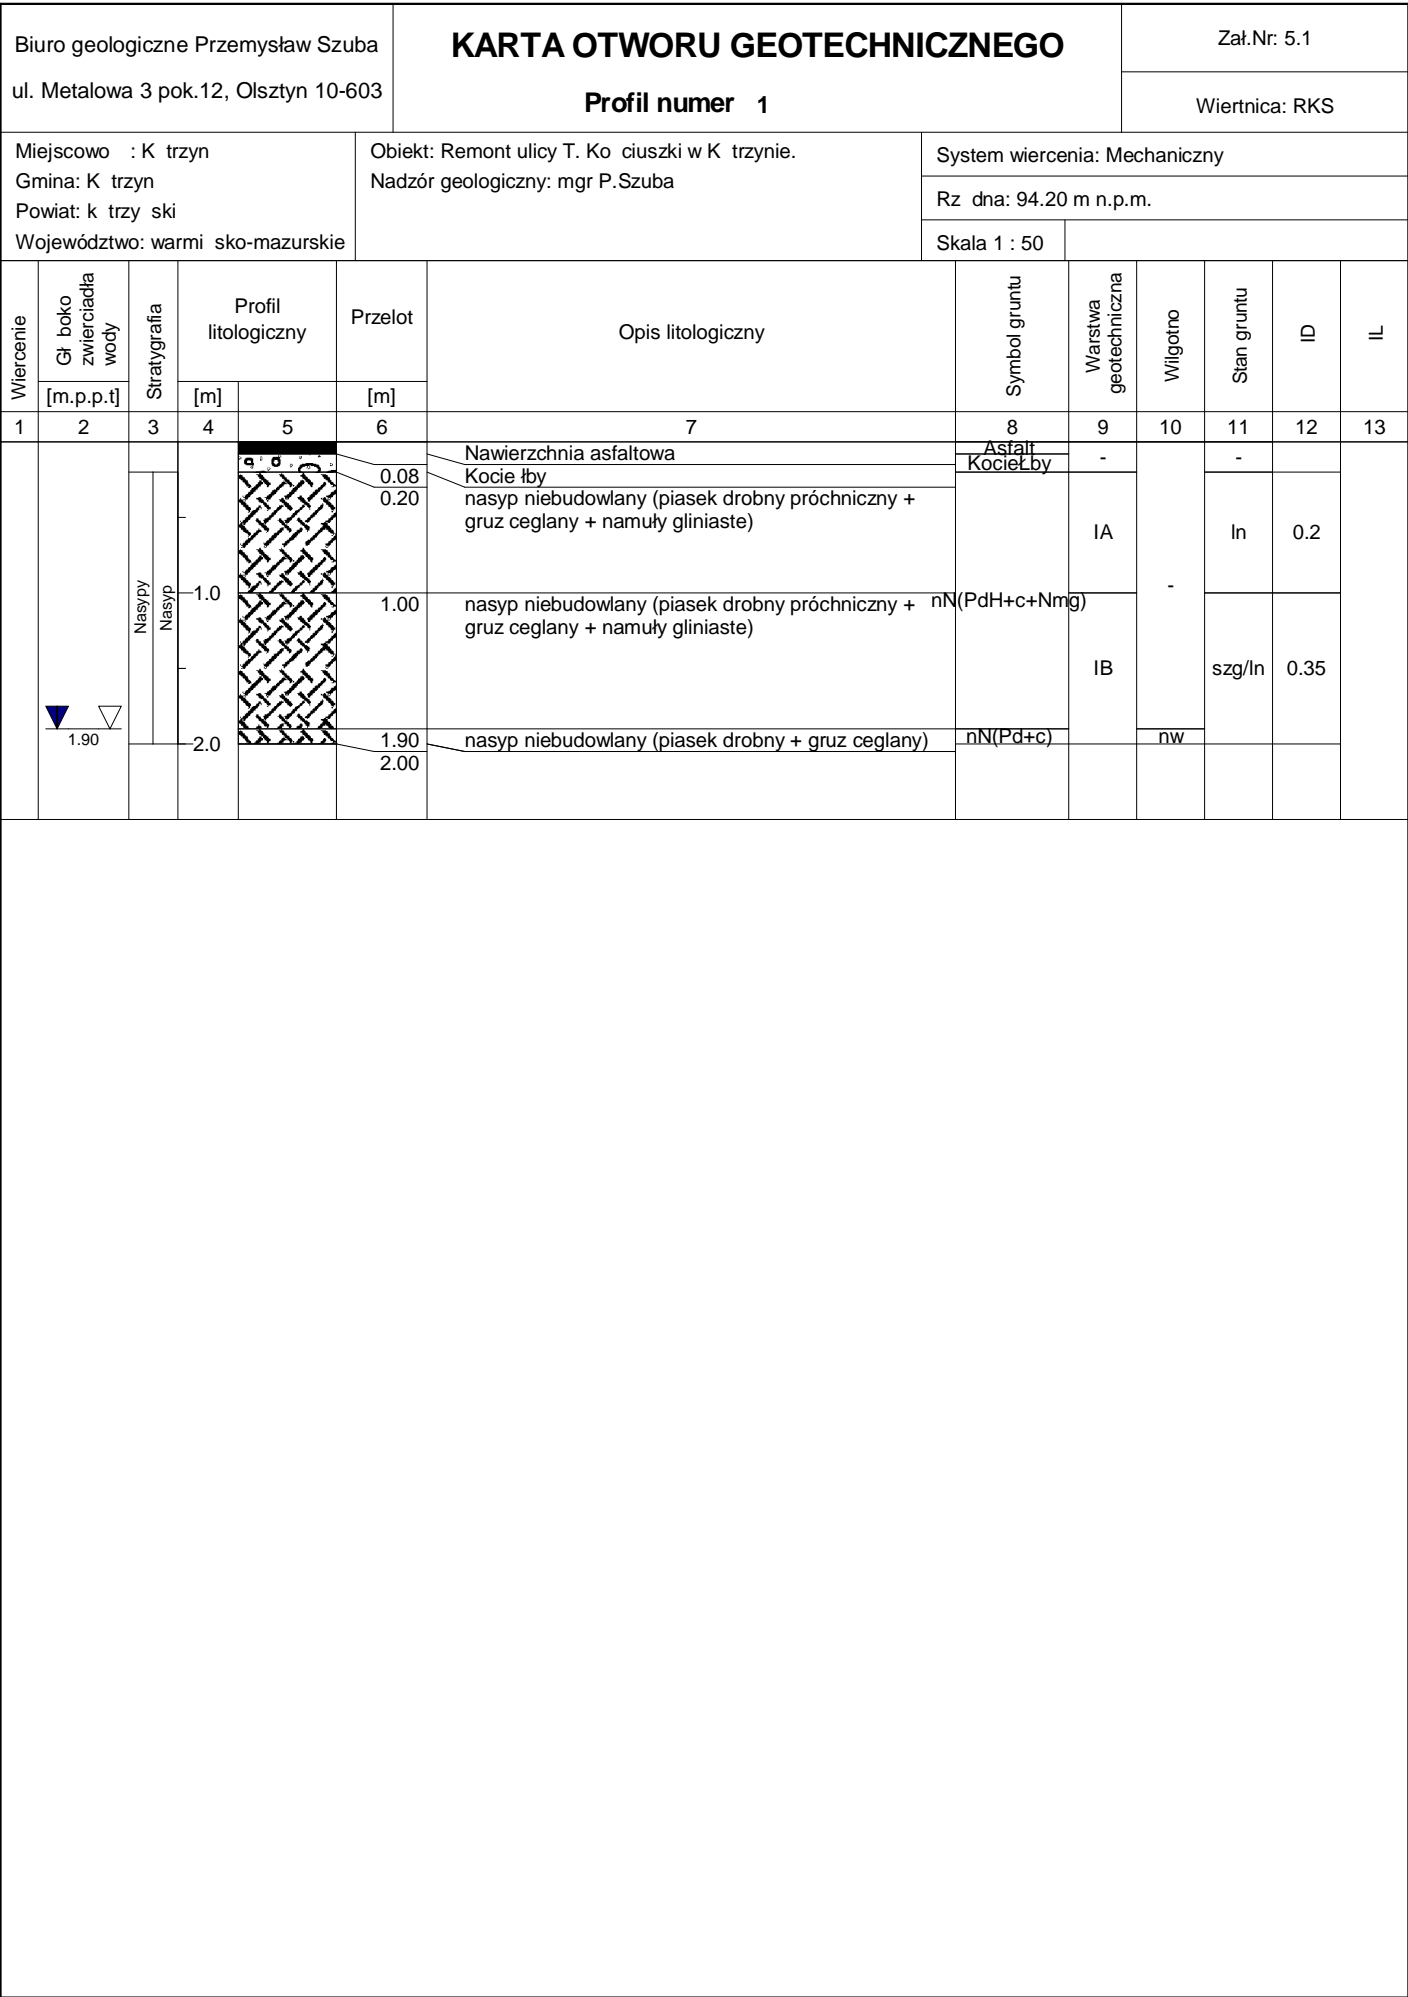 Biuro geologiczne Przemysław Szuba
ul. Metalowa 3 pok.12, Olsztyn 10-603
KARTA OTWORU GEOTECHNICZNEGO
Profil numer 1
Zał.Nr: 5.1
Wiertnica: RKS
Miejscowo : K trzyn
Gmina: K trzyn
Powiat: k trzy ski
Województwo: warmi sko-mazurskie
Obiekt: Remont ulicy T. Ko ciuszki w K trzynie.
Nadzór geologiczny: mgr P.Szuba
System wiercenia: Mechaniczny
Rz dna: 94.20 m n.p.m.
Skala 1 : 50
Wiercenie
Gł boko
zwierciadła
wody
[m.p.p.t]
Stratygrafia
Profil
litologiczny
[m]
Przelot
[m]
Opis litologiczny
Symbol gruntu
Warstwa
geotechniczna
Wilgotno
Stan gruntu
ID
IL
1 2 3 4 5 6 7 8 9 10 11 12 13
Nawierzchnia asfaltowa
Asfalt
0.08 Kocie łby
KocieŁby
- -
0.20 nasyp niebudowlany (piasek drobny próchniczny +
gruz ceglany + namuły gliniaste)
IA ln 0.2
Nasypy
Nasyp
1.0
1.00 nasyp niebudowlany (piasek drobny próchniczny +
gruz ceglany + namuły gliniaste)
nN(PdH+c+Nmg)
-
IB szg/ln 0.35
1.90
2.0
1.90 nasyp niebudowlany (piasek drobny + gruz ceglany)
nN(Pd+c)
nw
2.00